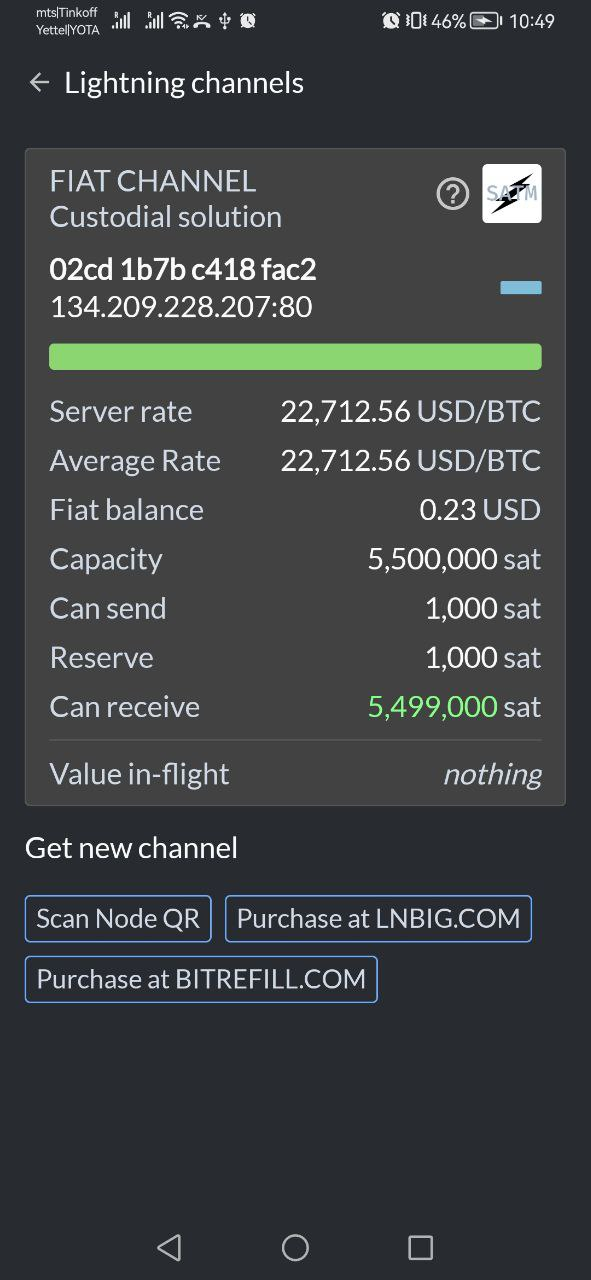 mts|Tinkoff
Yettel|YOTA
46%
10:49
Lightning channels
FIAT CHANNEL
Custodial solution
SATM
02cd 1b7b c418 fac2
134.209.228.207:80
Server rate 22,712.56 USD/BTC
Average Rate 22,712.56 USD/BTC
Fiat balance 0.23 USD
Capacity 5,500,000 sat
Can send 1,000 sat
Reserve 1,000 sat
Can receive 5,499,000 sat
Value in-flight nothing
Get new channel
Scan Node QR Purchase at LNBIG.COM
Purchase at BITREFILL.COM